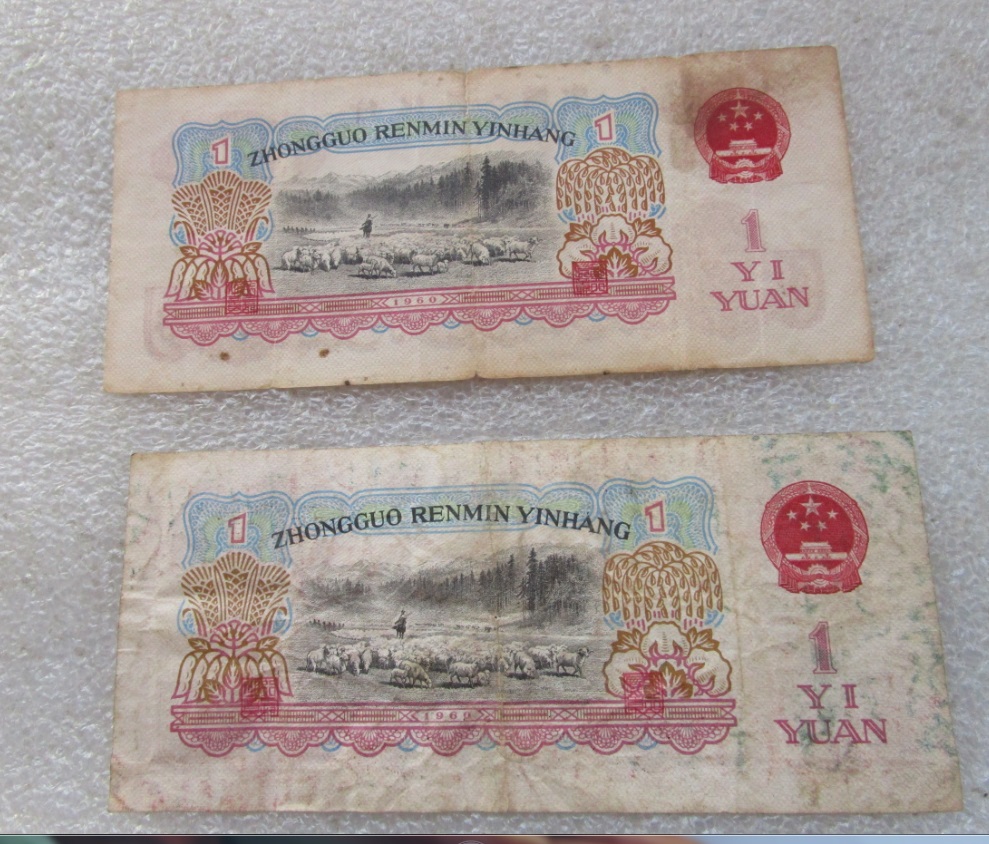 1 ZHONGGUO RENMIN YINHANG 1
1960
1
YI
YUAN
1 ZHONGGUO RENMIN YINHANG 1
1960
1
YI
YUAN